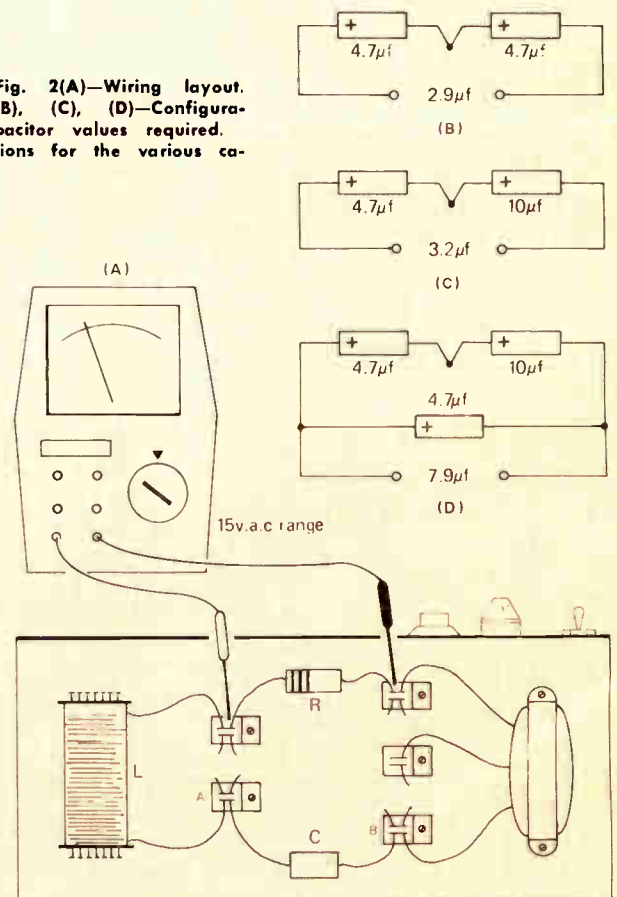 Fig. 2(A)—Wiring layout.
B), (C), (D)—Configura-
pacitor values required.
ions for the various ca-
+ +
4.7µf 4.7µf
2.9µf
(B)
+ +
4.7µf 10µf
3.2µf
(C)
+ +
4.7µf 10µf
4.7µf
+
7.9µf
(D)
(A)
15v.a.c range
R
L
A
B
C